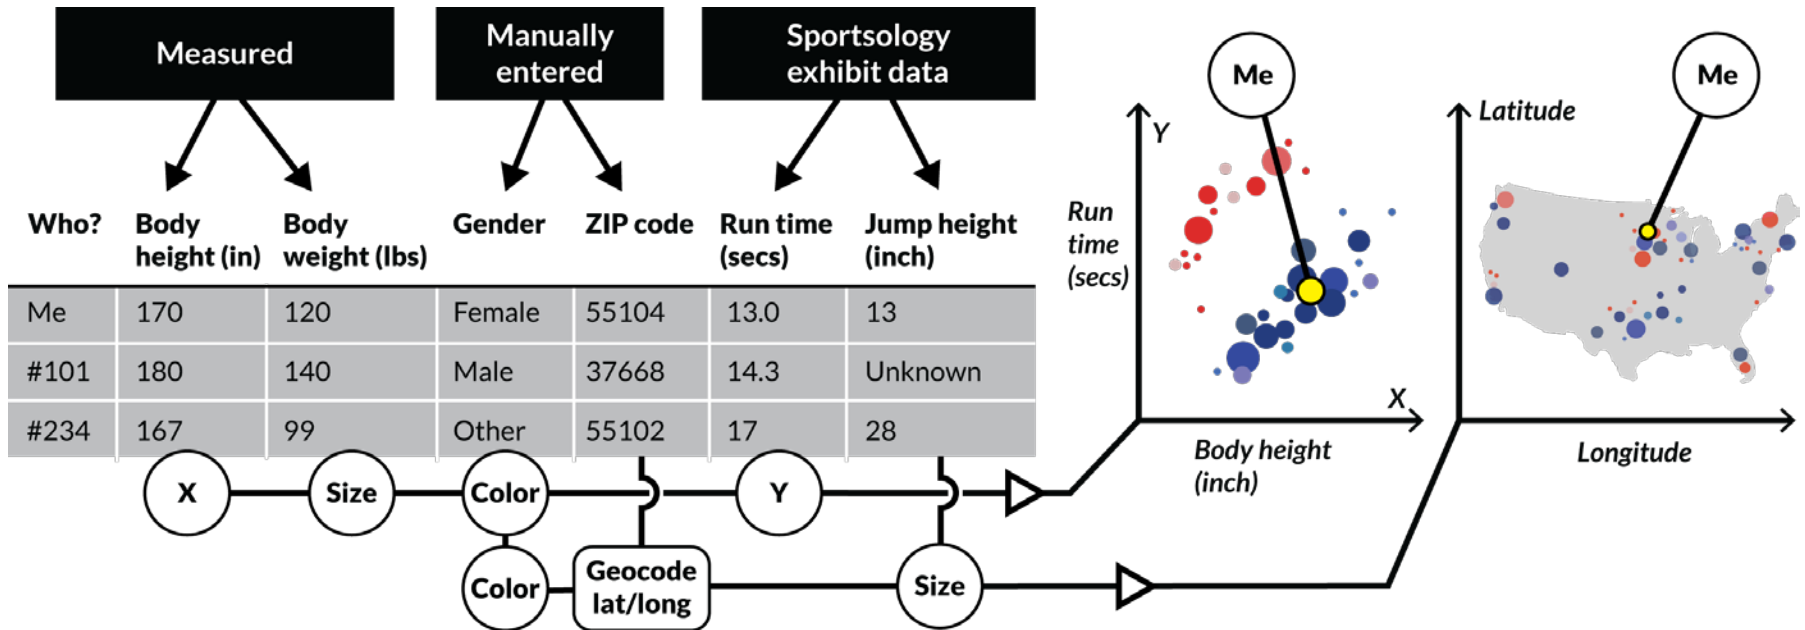 Measured
Manually
entered
Sportsology
exhibit data
Who?
Body
height (in)
Body
weight (lbs)
Gender
ZIP code
Run time
(secs)
Jump height
(inch)
Me 170 120 Female 55104 13.0 13
#101 180 140 Male 37668 14.3 Unknown
#234 167 99 Other 55102 17 28
X
Size
Color
Y
Color
Geocode
lat/long
Size
Me
Y
Run
time
(secs)
X
Body height
(inch)
Me
Latitude
Longitude